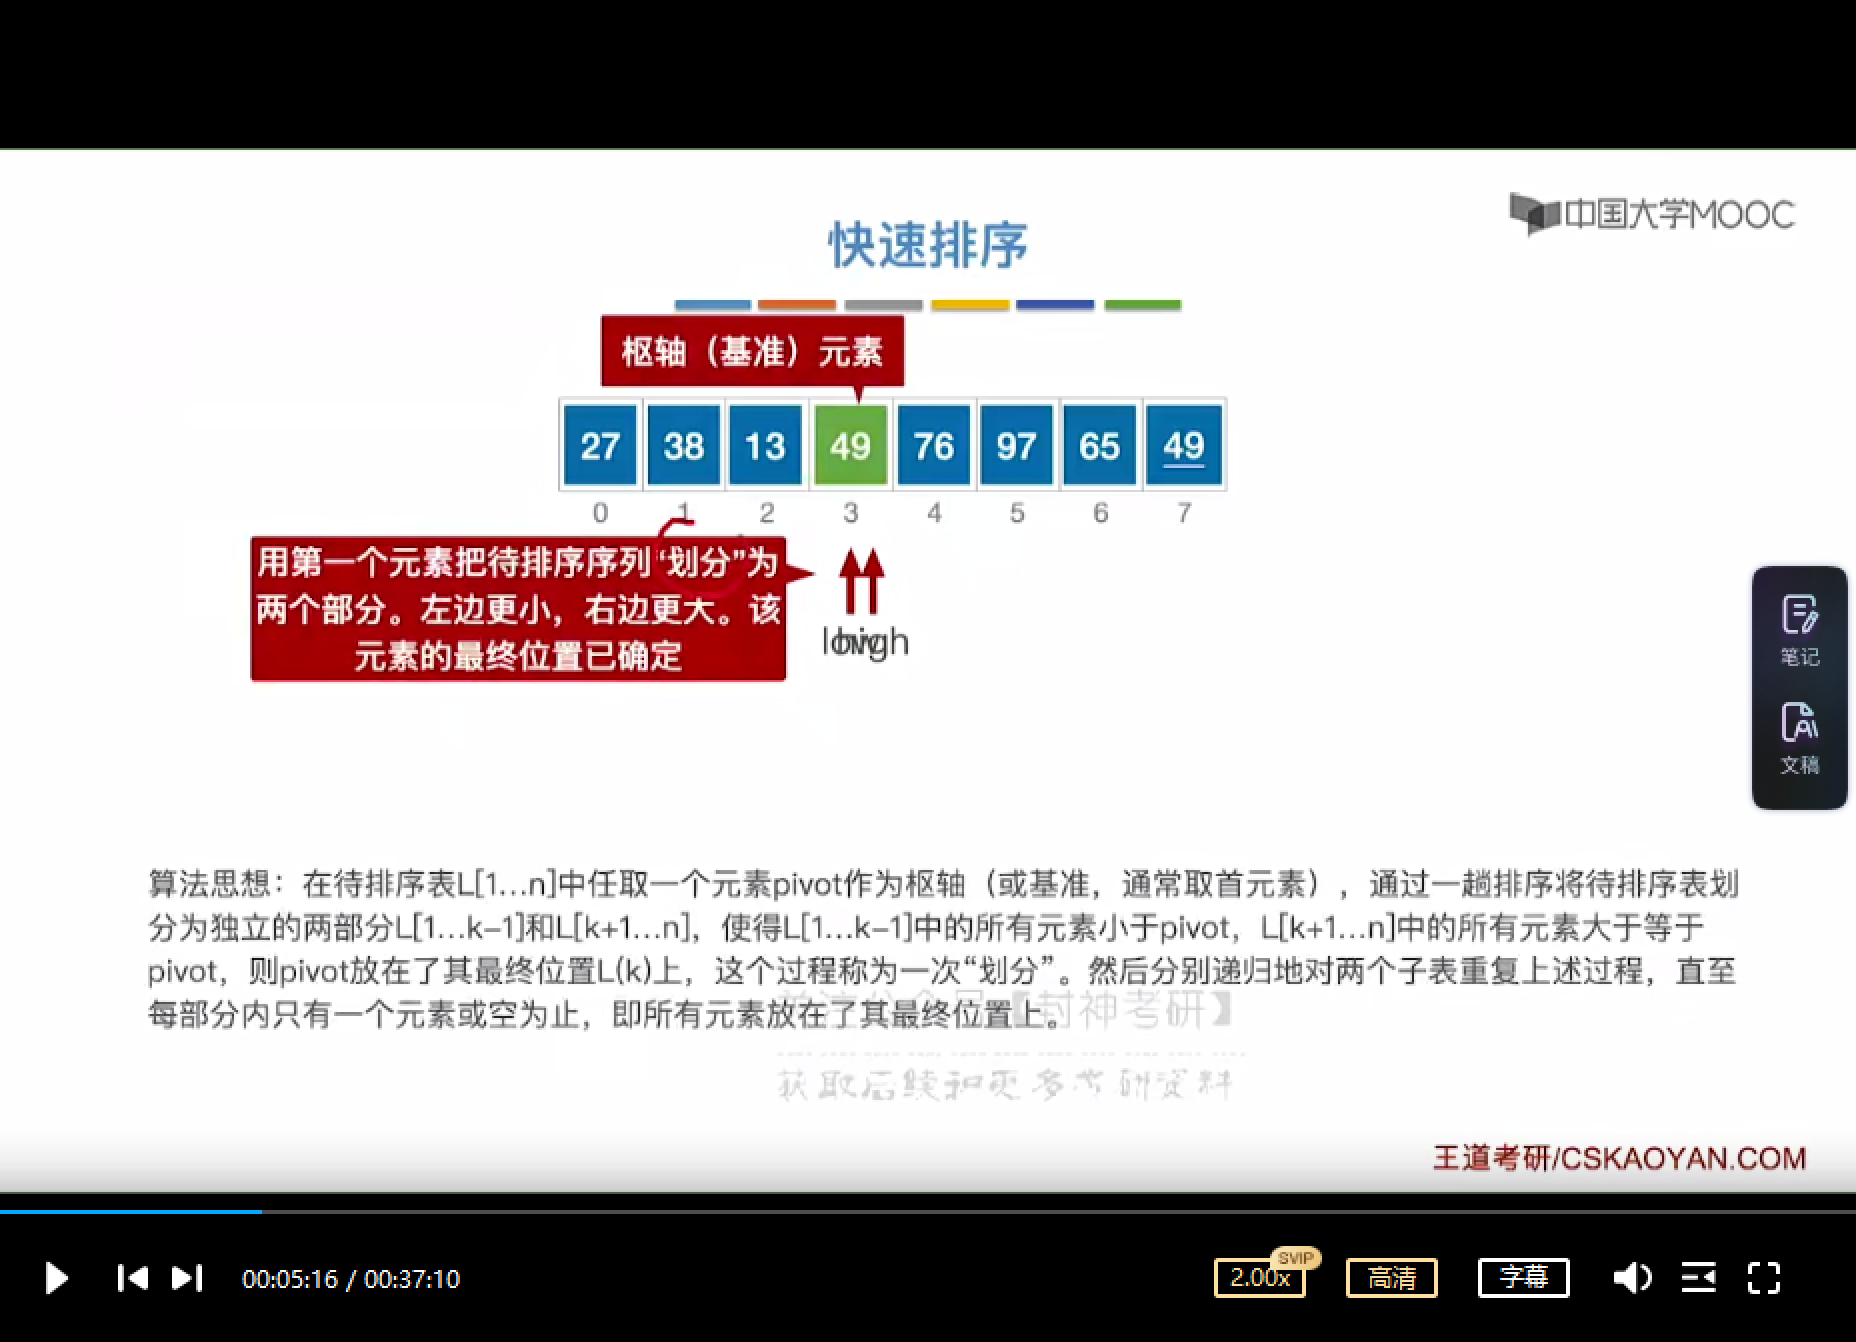 中国大学MOOC
快速排序
枢轴（基准）元素
27 38 13 49 76 97 65 49
0 1 2 3 4 5 6 7
用第一个元素把待排序序列“划分”为
两个部分。左边更小，右边更大。该
元素的最终位置已确定
low high
笔记
文稿
算法思想：在待排序表L[1…n]中任取一个元素pivot作为枢轴（或基准，通常取首元素），通过一趟排序将待排序表划
分为独立的两部分L[1…k-1]和L[k+1…n]，使得L[1…k-1]中的所有元素小于pivot，L[k+1…n]中的所有元素大于等于
pivot，则pivot放在了其最终位置L(k)上，这个过程称为一次“划分”。然后分别递归地对两个子表重复上述过程，直至
每部分内只有一个元素或空为止，即所有元素放在了其最终位置上。
【封神考研】
获取后续和更多考研资料
王道考研/CSKAOYAN.COM
00:05:16 / 00:37:10
SVIP
2.00x 高清 字幕